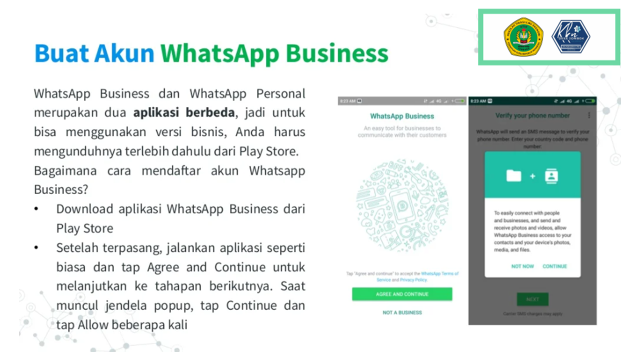 Buat Akun WhatsApp Business
WhatsApp Business dan WhatsApp Personal
merupakan dua aplikasi berbeda, jadi untuk
bisa menggunakan versi bisnis, Anda harus
mengunduhnya terlebih dahulu dari Play Store.
Bagaimana cara mendaftar akun Whatsapp
Business?
• Download aplikasi WhatsApp Business dari
Play Store
• Setelah terpasang, jalankan aplikasi seperti
biasa dan tap Agree and Continue untuk
melanjutkan ke tahapan berikutnya. Saat
muncul jendela popup, tap Continue dan
tap Allow beberapa kali
WhatsApp Business
An easy tool for businesses to
communicate with their customers
Tap "Agree and continue" to accept the WhatsApp Terms of
Service and Privacy Policy.
AGREE AND CONTINUE
NOT A BUSINESS
9:23 AM
Verify your phone number
WhatsApp will send an SMS message to verify your
phone number. Enter your country code and phone
number.
To easily connect with people
and businesses, and send and
receive photos and videos, allow
WhatsApp Business access to your
contacts and your device's photos,
media, and files.
NOT NOW CONTINUE
NEXT
Carrier SMS charges may apply